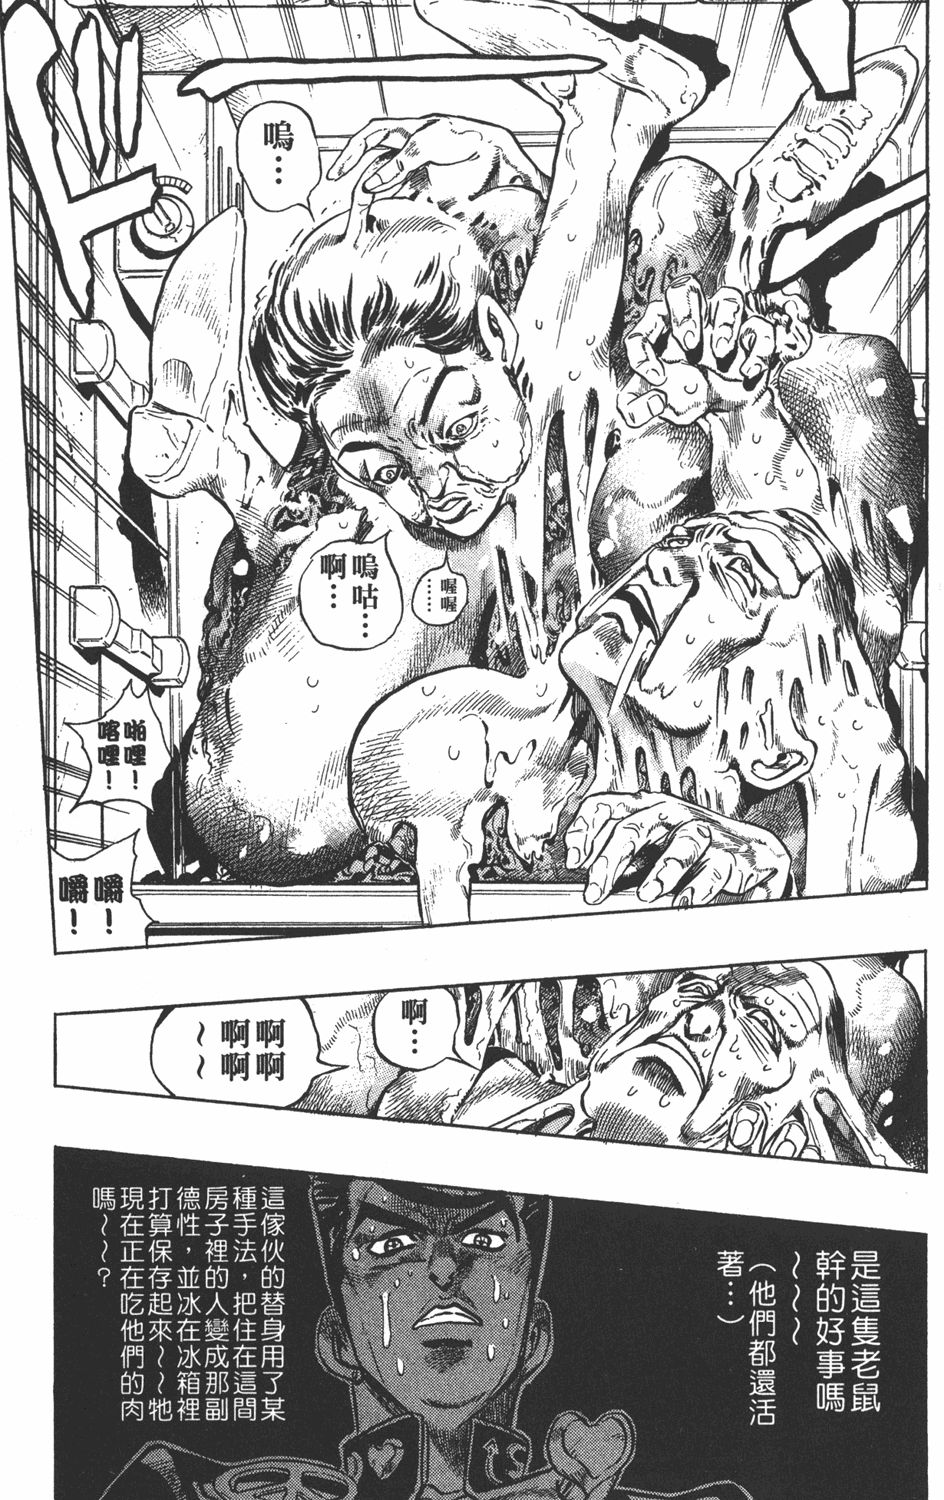 嗚…
喔喔
……
嗚咕…
啊…
啪哩！
喀哩！
嚼！
嚼！
啊…
啊啊
啊啊
～
是這隻老鼠
幹的好事嗎
～～～
（他們都還活
著…）
這傢伙的替身用了某
種手法，把住在這間
房子裡的人變成那副
德性，並冰在冰箱裡
打算保存起來～～牠
現在正在吃他們的肉
嗎～～？